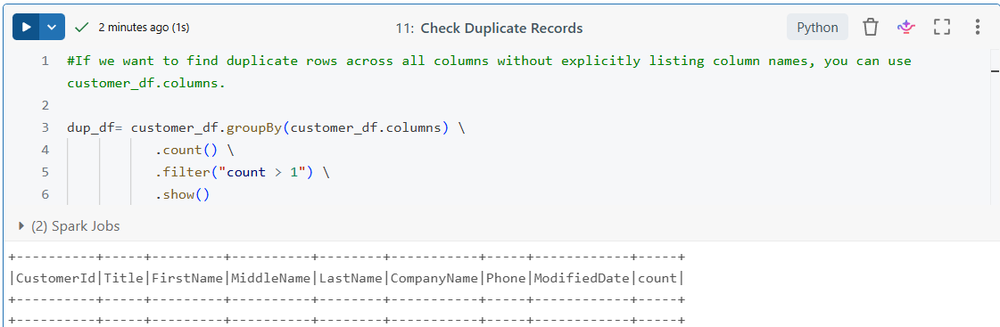 2 minutes ago (1s)
11: Check Duplicate Records
Python
1 #If we want to find duplicate rows across all columns without explicitly listing column names, you can use
customer_df.columns.
2
3 dup_df= customer_df.groupBy(customer_df.columns) \
4 .count() \
5 .filter("count > 1") \
6 .show()
(2) Spark Jobs
+----------+-----+---------+----------+--------+-----------+-----+------------+-----+
|CustomerId|Title|FirstName|MiddleName|LastName|CompanyName|Phone|ModifiedDate|count|
+----------+-----+---------+----------+--------+-----------+-----+------------+-----+
+----------+-----+---------+----------+--------+-----------+-----+------------+-----+